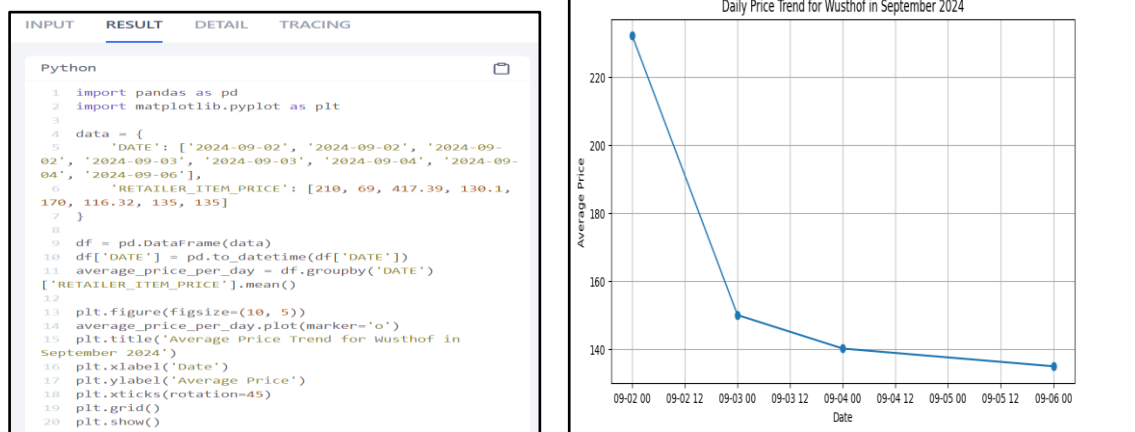 INPUT RESULT DETAIL TRACING
Python
1 import pandas as pd
2 import matplotlib.pyplot as plt
3
4 data = {
5 'DATE': ['2024-09-02', '2024-09-02', '2024-09-
02', '2024-09-03', '2024-09-03', '2024-09-04', '2024-09-
04', '2024-09-06'],
6 'RETAILER_ITEM_PRICE': [210, 69, 417.39, 130.1,
170, 116.32, 135, 135]
7 }
8
9 df = pd.DataFrame(data)
10 df['DATE'] = pd.to_datetime(df['DATE'])
11 average_price_per_day = df.groupby('DATE')
['RETAILER_ITEM_PRICE'].mean()
12
13 plt.figure(figsize=(10, 5))
14 average_price_per_day.plot(marker='o')
15 plt.title('Average Price Trend for Wusthof in
September 2024')
16 plt.xlabel('Date')
17 plt.ylabel('Average Price')
18 plt.xticks(rotation=45)
19 plt.grid()
20 plt.show()
Daily Price Trend for Wusthof in September 2024
Average Price
220
200
180
160
140
09-02 00 09-02 12 09-03 00 09-03 12 09-04 00 09-04 12 09-05 00 09-05 12 09-06 00
Date